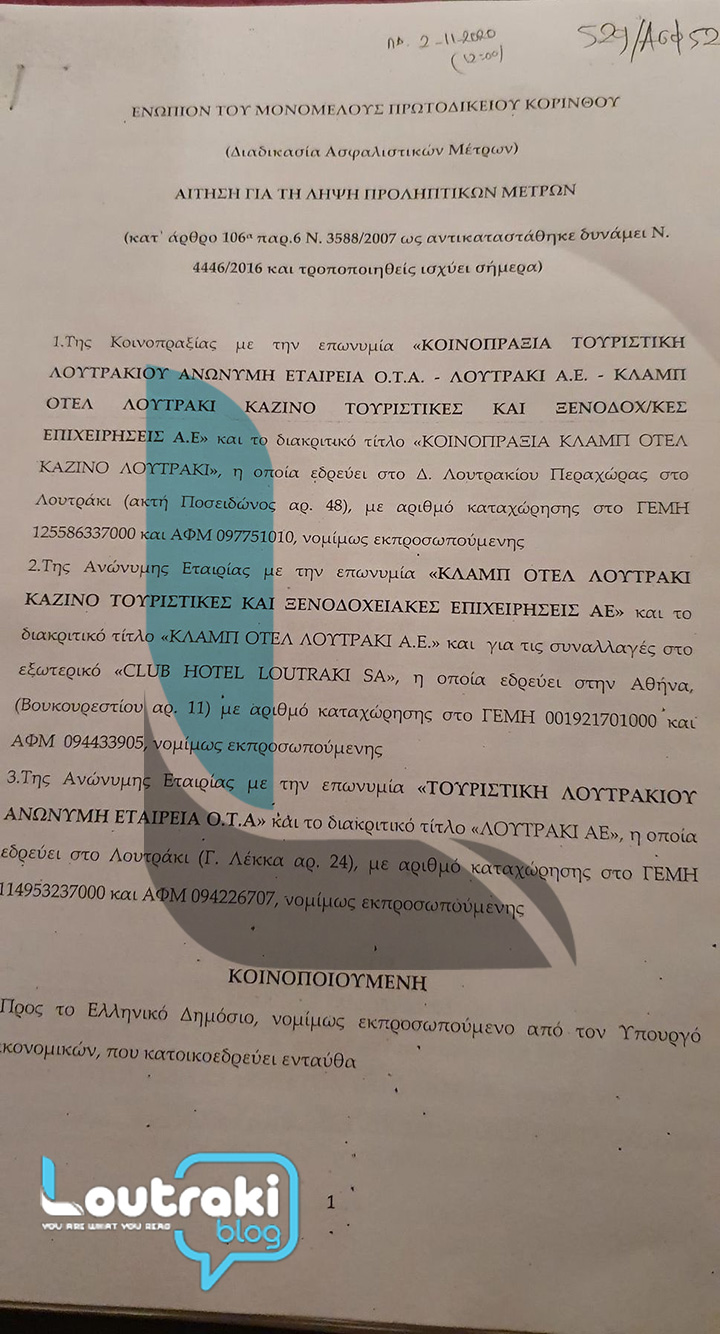 ΠΔ. 2-11-2020
(12:00)
529/ΑΣΦ52
ΕΝΩΠΙΟΝ ΤΟΥ ΜΟΝΟΜΕΛΟΥΣ ΠΡΩΤΟΔΙΚΕΙΟΥ ΚΟΡΙΝΘΟΥ
(Διαδικασία Ασφαλιστικών Μέτρων)
ΑΙΤΗΣΗ ΓΙΑ ΤΗ ΛΗΨΗ ΠΡΟΛΗΠΤΙΚΩΝ ΜΕΤΡΩΝ
(κατ' άρθρο 106α παρ.6 Ν. 3588/2007 ως αντικαταστάθηκε δυνάμει Ν.
4446/2016 και τροποποιηθείς ισχύει σήμερα)
1.Της Κοινοπραξίας με την επωνυμία «ΚΟΙΝΟΠΡΑΞΙΑ ΤΟΥΡΙΣΤΙΚΗ
ΛΟΥΤΡΑΚΙΟΥ ΑΝΩΝΥΜΗ ΕΤΑΙΡΕΙΑ Ο.Τ.Α. - ΛΟΥΤΡΑΚΙ Α.Ε. - ΚΛΑΜΠ
ΟΤΕΛ ΛΟΥΤΡΑΚΙ ΚΑΖΙΝΟ ΤΟΥΡΙΣΤΙΚΕΣ ΚΑΙ ΞΕΝΟΔΟΧ/ΚΕΣ
ΕΠΙΧΕΙΡΗΣΕΙΣ Α.Ε» και το διακριτικό τίτλο «ΚΟΙΝΟΠΡΑΞΙΑ ΚΛΑΜΠ ΟΤΕΛ
ΚΑΖΙΝΟ ΛΟΥΤΡΑΚΙ», η οποία εδρεύει στο Δ. Λουτρακίου Περαχώρας στο
Λουτράκι (ακτή Ποσειδώνος αρ. 48), με αριθμό καταχώρησης στο ΓΕΜΗ
125586337000 και ΑΦΜ 097751010, νομίμως εκπροσωπούμενης
2.Της Ανώνυμης Εταιρίας με την επωνυμία «ΚΛΑΜΠ ΟΤΕΛ ΛΟΥΤΡΑΚΙ
ΚΑΖΙΝΟ ΤΟΥΡΙΣΤΙΚΕΣ ΚΑΙ ΞΕΝΟΔΟΧΕΙΑΚΕΣ ΕΠΙΧΕΙΡΗΣΕΙΣ ΑΕ» και το
διακριτικό τίτλο «ΚΛΑΜΠ ΟΤΕΛ ΛΟΥΤΡΑΚΙ Α.Ε.» και για τις συναλλαγές στο
εξωτερικό «CLUB HOTEL LOUTRAKI SA», η οποία εδρεύει στην Αθήνα,
(Βουκουρεστίου αρ. 11) με αριθμό καταχώρησης στο ΓΕΜΗ 001921701000 και
ΑΦΜ 094433905, νομίμως εκπροσωπούμενης
3.Της Ανώνυμης Εταιρίας με την επωνυμία «ΤΟΥΡΙΣΤΙΚΗ ΛΟΥΤΡΑΚΙΟΥ
ΑΝΩΝΥΜΗ ΕΤΑΙΡΕΙΑ Ο.Τ.Α» και το διακριτικό τίτλο «ΛΟΥΤΡΑΚΙ ΑΕ», η οποία
εδρεύει στο Λουτράκι (Γ. Λέκκα αρ. 24), με αριθμό καταχώρησης στο ΓΕΜΗ
114953237000 και ΑΦΜ 094226707, νομίμως εκπροσωπούμενης
ΚΟΙΝΟΠΟΙΟΥΜΕΝΗ
Προς το Ελληνικό Δημόσιο, νομίμως εκπροσωπούμενο από τον Υπουργό
κονομικών, που κατοικοεδρεύει ενταύθα
1
Loutraki
YOU ARE WHAT YOU READ
blog